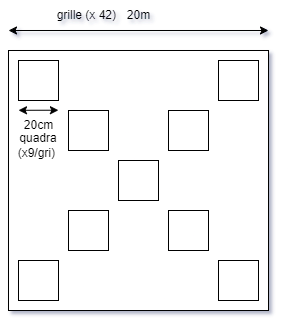 grille (x 42) 20m
20cm
quadra
(x9/gri)